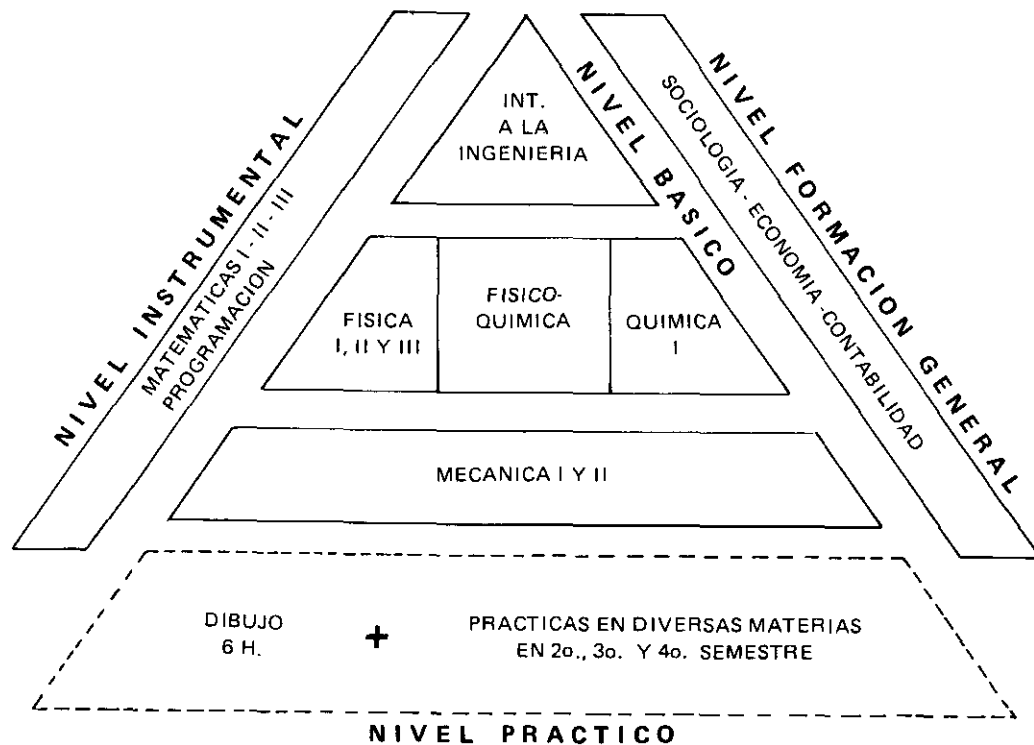 NIVEL INSTRUMENTAL
MATEMATICAS I - II - III
PROGRAMACION
INT.
A LA
INGENIERIA
NIVEL BASICO
NIVEL FORMACION GENERAL
SOCIOLOGIA - ECONOMIA - CONTABILIDAD
FISICA
I, II Y III
FISICO-
QUIMICA
QUIMICA
I
MECANICA I Y II
DIBUJO
6 H.
+
PRACTICAS EN DIVERSAS MATERIAS
EN 2o., 3o. Y 4o. SEMESTRE
NIVEL PRACTICO